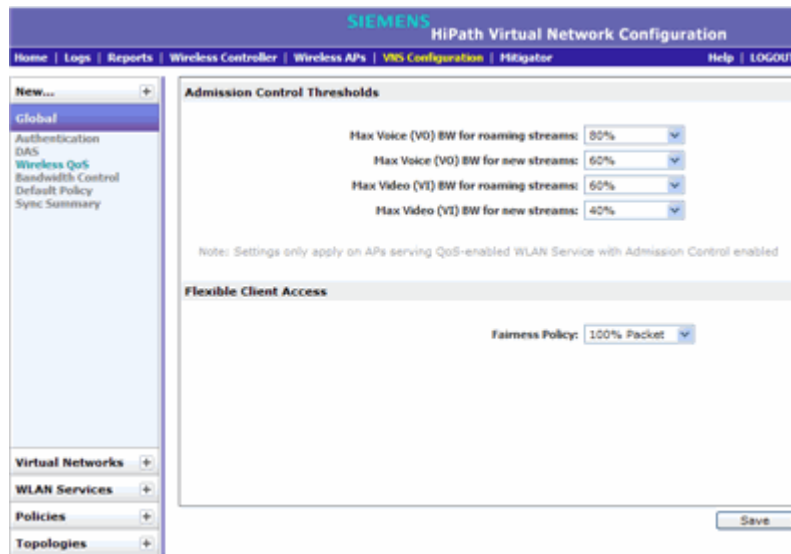 SIEMENS
HiPath Virtual Network Configuration
Home | Logs | Reports | Wireless Controller | Wireless APs | VNS Configuration | Mitigator Help | LOGOUT
New... +
Global
Authentication
DAS
Wireless QoS
Bandwidth Control
Default Policy
Sync Summary
Virtual Networks +
WLAN Services +
Policies +
Topologies +
Admission Control Thresholds
Max Voice (VO) BW for roaming streams: 80%
Max Voice (VO) BW for new streams: 60%
Max Video (VI) BW for roaming streams: 60%
Max Video (VI) BW for new streams: 40%
Note: Settings only apply on APs serving QoS-enabled WLAN Service with Admission Control enabled
Flexible Client Access
Fairness Policy: 100% Packet
Save